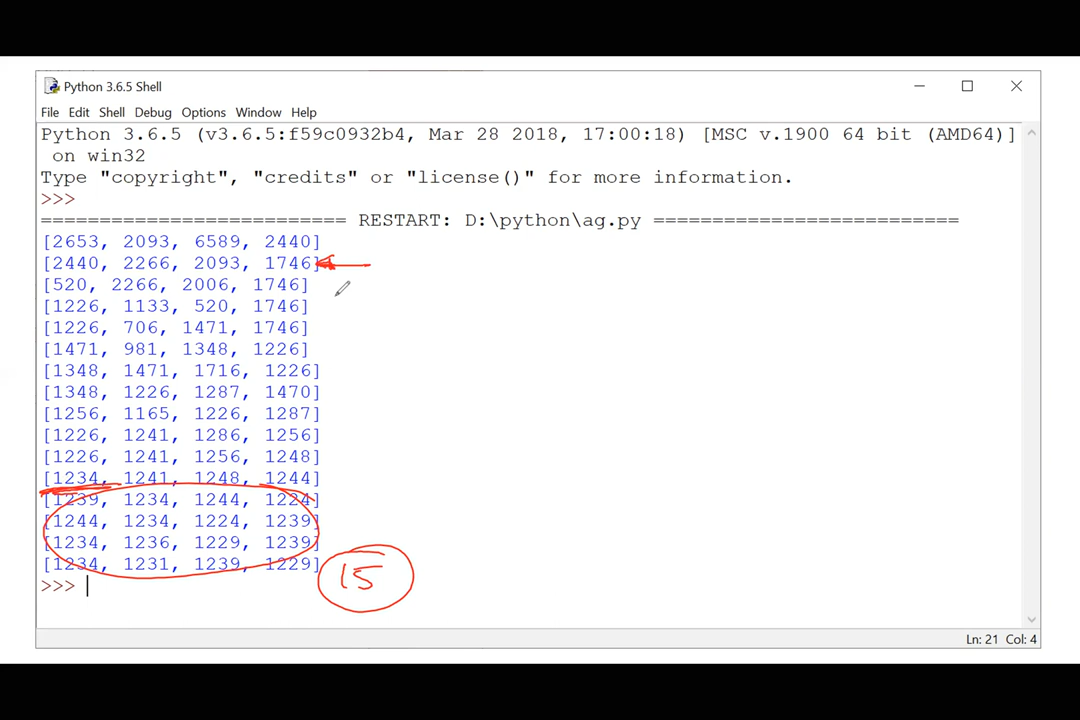 Python 3.6.5 Shell
File Edit Shell Debug Options Window Help
Python 3.6.5 (v3.6.5:f59c0932b4, Mar 28 2018, 17:00:18) [MSC v.1900 64 bit (AMD64)]
on win32
Type "copyright", "credits" or "license()" for more information.
>>>
========================== RESTART: D:\python\ag.py ==========================
[2653, 2093, 6589, 2440]
[2440, 2266, 2093, 1746]
[520, 2266, 2006, 1746]
[1226, 1133, 520, 1746]
[1226, 706, 1471, 1746]
[1471, 981, 1348, 1226]
[1348, 1471, 1716, 1226]
[1348, 1226, 1287, 1470]
[1256, 1165, 1226, 1287]
[1226, 1241, 1286, 1256]
[1226, 1241, 1256, 1248]
[1234, 1241, 1248, 1244]
[1239, 1234, 1244, 1224]
[1244, 1234, 1224, 1239]
[1234, 1236, 1229, 1239]
[1234, 1231, 1239, 1229]
15
>>>
Ln: 21 Col: 4